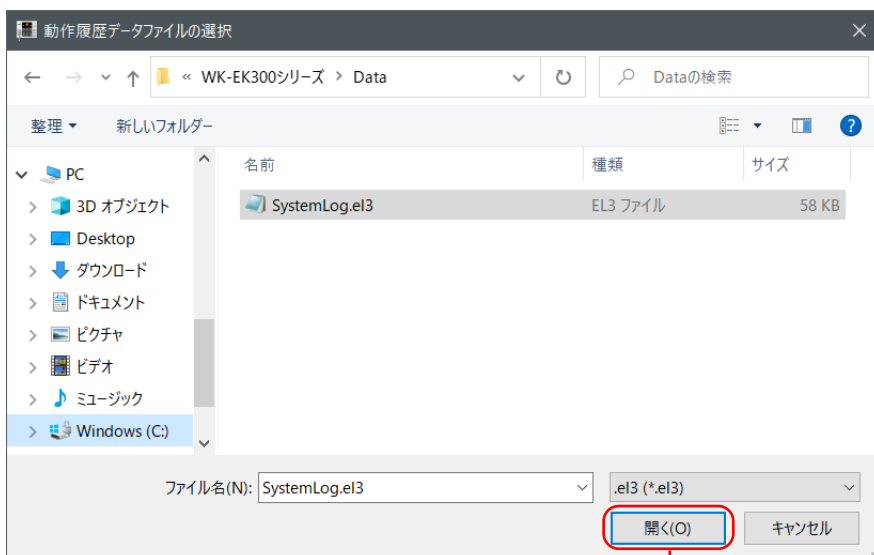 動作履歴データファイルの選択
« WK-EK300シリーズ > Data
Dataの検索
整理
新しいフォルダー
名前 種類 サイズ
PC
3D オブジェクト
Desktop
ダウンロード
ドキュメント
ピクチャ
ビデオ
ミュージック
Windows (C:)
SystemLog.el3 EL3 ファイル 58 KB
ファイル名(N): SystemLog.el3 .el3 (*.el3)
開く(O) キャンセル